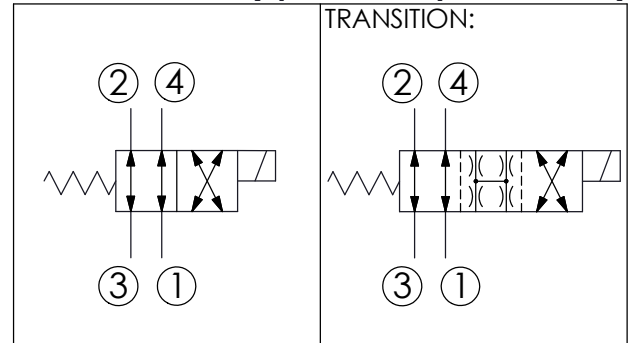 TRANSITION:
② ④ ② ④
③ ① ③ ①